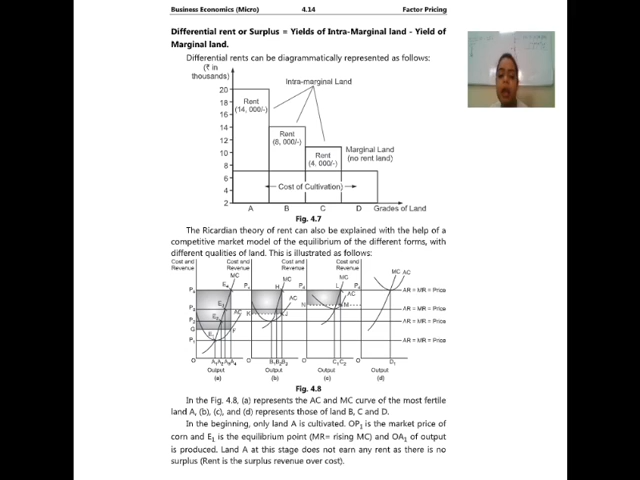 Business Economics (Micro) 4.14 Factor Pricing
Differential rent or Surplus = Yields of Intra-Marginal land - Yield of
Marginal land.
Differential rents can be diagrammatically represented as follows:
(₹ in
thousands)
Intra-marginal Land
20
18
16
14
12
10
8
6
4
2
Rent
(14, 000/-)
Rent
(8, 000/-)
Rent
(4, 000/-)
Marginal Land
(no rent land)
Cost of Cultivation
A B C D Grades of Land
Fig. 4.7
The Ricardian theory of rent can also be explained with the help of a
competitive market model of the equilibrium of the different forms, with
different qualities of land. This is illustrated as follows:
Cost and Revenue
Cost and Revenue
Cost and Revenue
Cost and Revenue
MC
MC
MC
MC AC
AC
AC
AC
AR = MR = Price
AR = MR = Price
AR = MR = Price
AR = MR = Price
Output
(a)
Output
(b)
Output
(c)
Output
(d)
Fig. 4.8
In the Fig. 4.8, (a) represents the AC and MC curve of the most fertile
land A, (b), (c), and (d) represents those of land B, C and D.
In the beginning, only land A is cultivated. OP₁ is the market price of
corn and E₁ is the equilibrium point (MR= rising MC) and OA₁ of output
is produced. Land A at this stage does not earn any rent as there is no
surplus (Rent is the surplus revenue over cost).